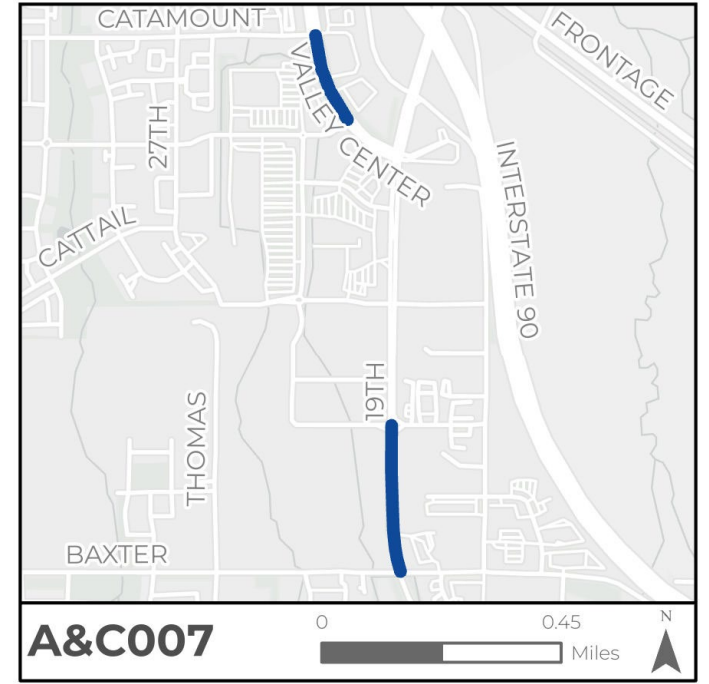 CATAMOUNT
FRONTAGE
VALLEY CENTER
27TH
INTERSTATE 90
CATTAIL
19TH
THOMAS
BAXTER
A&C007
0 0.45
Miles
N